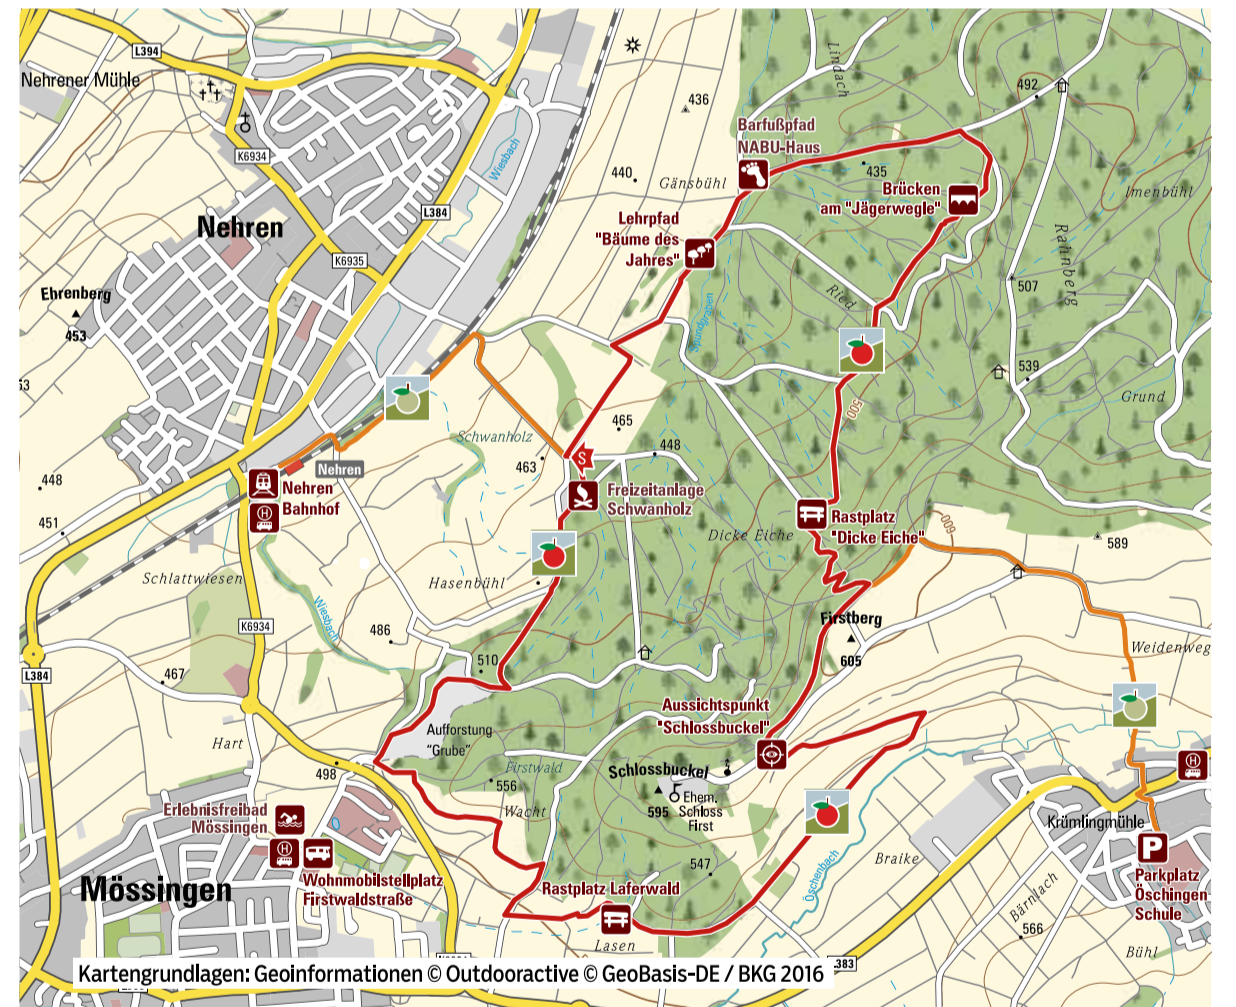 L394
Nehrener Mühle
K6934
Wiesbach
L384
Nehren
K6935
Ehrenberg
453
53
436
440
Gänsbühl
Lindach
492
Barfußpfad
NABU-Haus
435
Brücken
am "Jägerwegle"
Imenbühl
Rahnberg
Lehrpfad
"Bäume des
Jahres"
Ried
507
Spundgraben
539
Grund
500
Schwanholz
465
448
463
S
448
451
Nehren
Nehren
Bahnhof
H
Freizeitanlage
Schwanholz
Dicke Eiche
Rastplatz
"Dicke Eiche"
600
589
Schlattwiesen
Hasenbühl
Wiesbach
K6934
486
Firstberg
605
Weidenweg
L384
467
510
Aufforstung
"Grube"
Aussichtspunkt
"Schlossbuckel"
Hart
498
Firstwald
556
Wacht
Schlossbuckel
595
Ehem.
Schloss
First
H
Erlebnisfreibad
Mössingen
H
Krümlingmühle
P
Parkplatz
Öschingen-
Schule
547
Braike
Öschenbach
Bärnlach
566
Bühl
Mössingen
Wohnmobilstellplatz
Firstwaldstraße
Rastplatz Laferwald
Lasen
L383
Kartengrundlagen: Geoinformationen © Outdooractive © GeoBasis-DE / BKG 2016